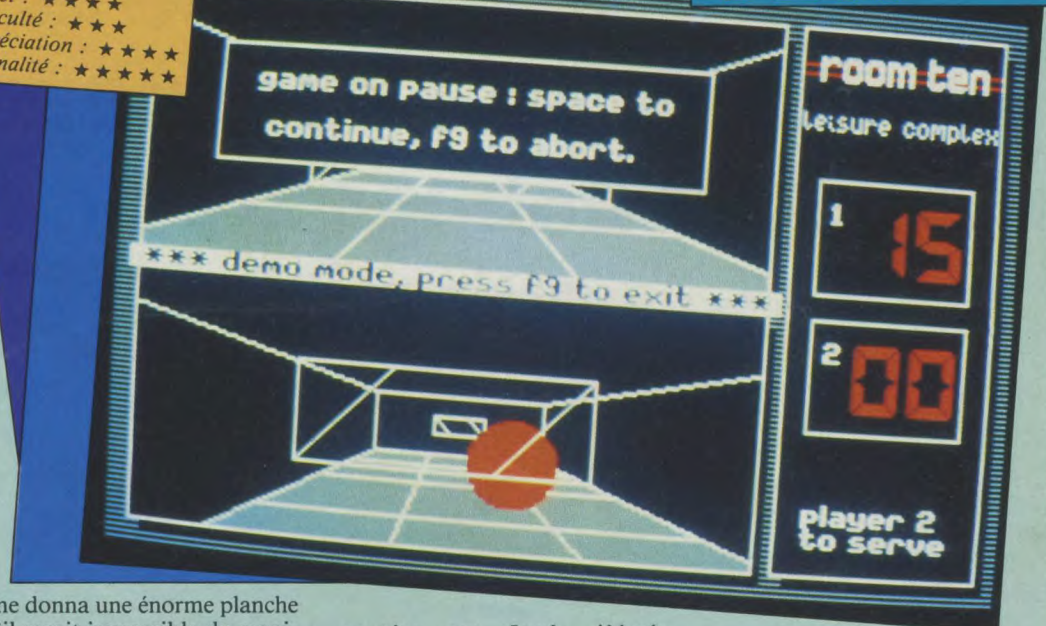 ★★★★
culté : ★★★
éciation : ★★★★
nalité : ★★★★★
game on pause : space to
continue, f9 to abort.
*** demo mode, press f9 to exit ***
room ten
leisure complex
1
15
2
00
player 2
to serve
ne donna une énorme planche